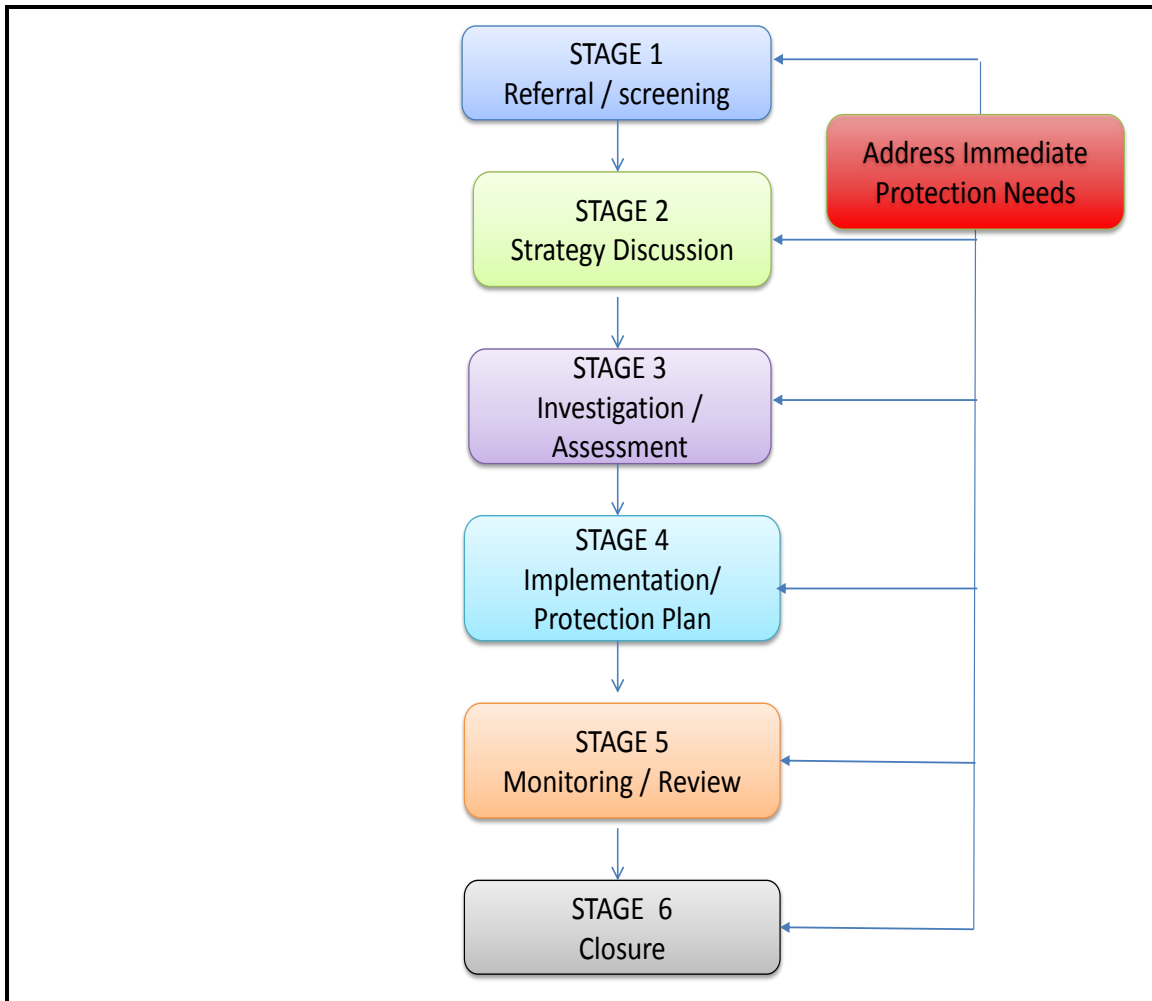 STAGE 1
Referral / screening
Address Immediate
Protection Needs
STAGE 2
Strategy Discussion
STAGE 3
Investigation /
Assessment
STAGE 4
Implementation/
Protection Plan
STAGE 5
Monitoring / Review
STAGE  6
Closure